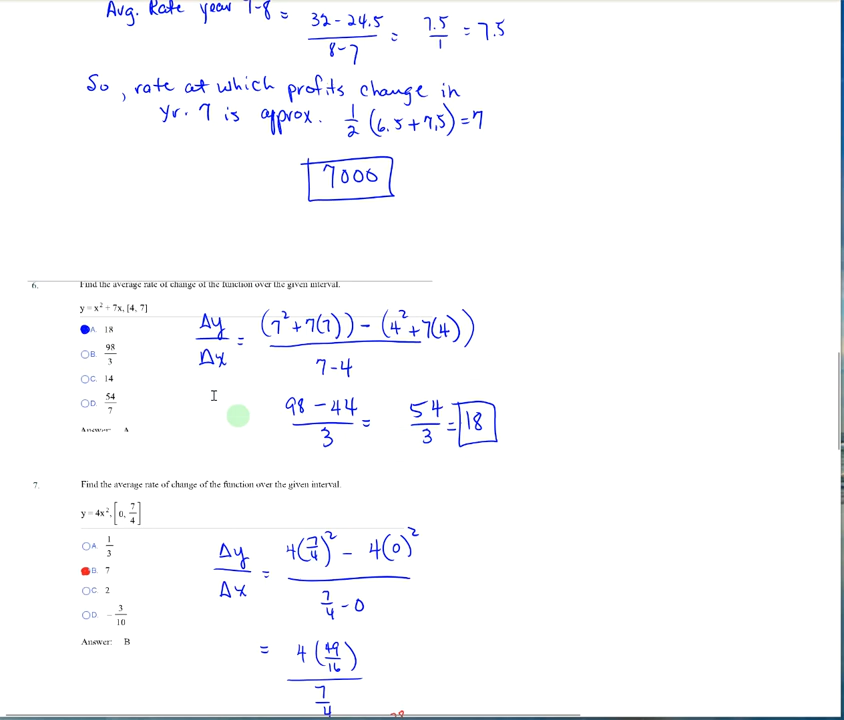 Avg. Rate year 7-8 = (32 - 24.5)/(8-7) = 7.5/1 = 7.5
So, rate at which profits change in
yr. 7 is approx. 1/2 (6.5 + 7.5) = 7
7000
6. Find the average rate of change of the function over the given interval.
y = x² + 7x, [4, 7]
A. 18
B. 98/3
C. 14
D. 54/7
Answer: A
Δy/Δx = ((7² + 7(7)) - (4² + 7(4)))/(7-4)
(98 - 44)/3 = 54/3 = 18
7. Find the average rate of change of the function over the given interval.
y = 4x², [0, 7/4]
A. 1/3
B. 7
C. 2
D. -3/10
Answer: B
Δy/Δx = (4(7/4)² - 4(0)²)/(7/4 - 0)
= 4(49/16)/(7/4)